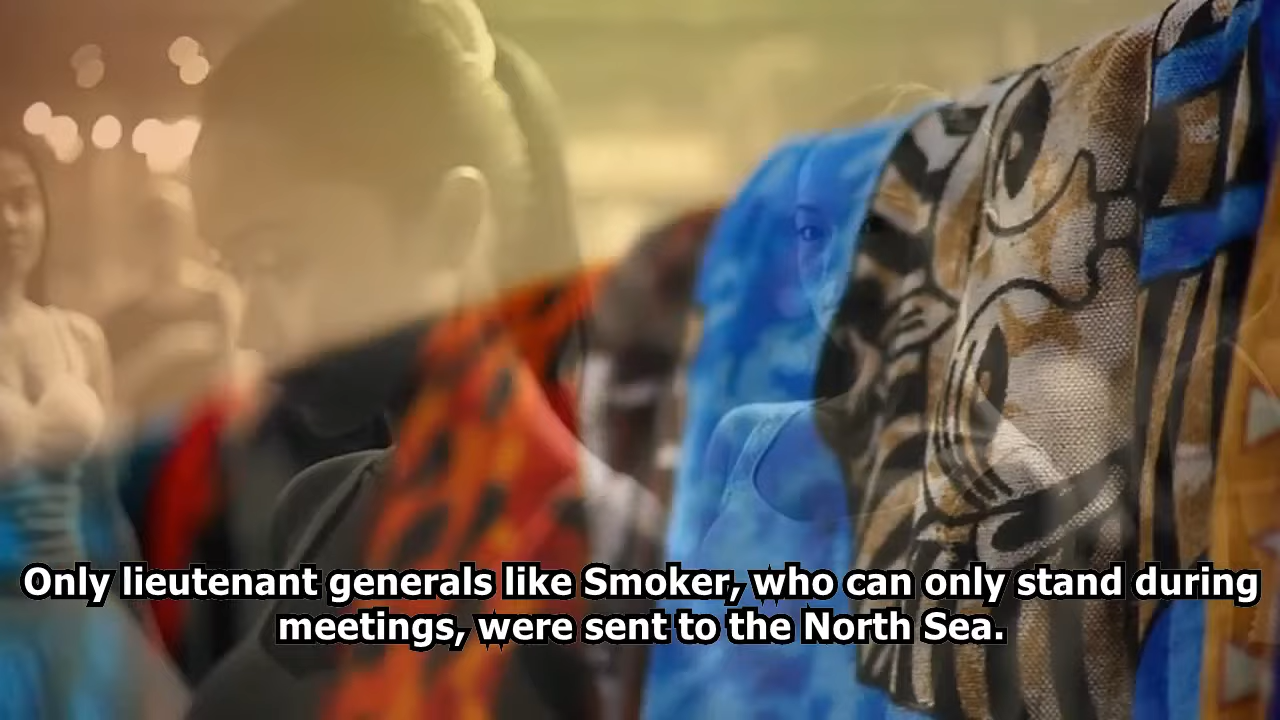 Only lieutenant generals like Smoker, who can only stand during
meetings, were sent to the North Sea.